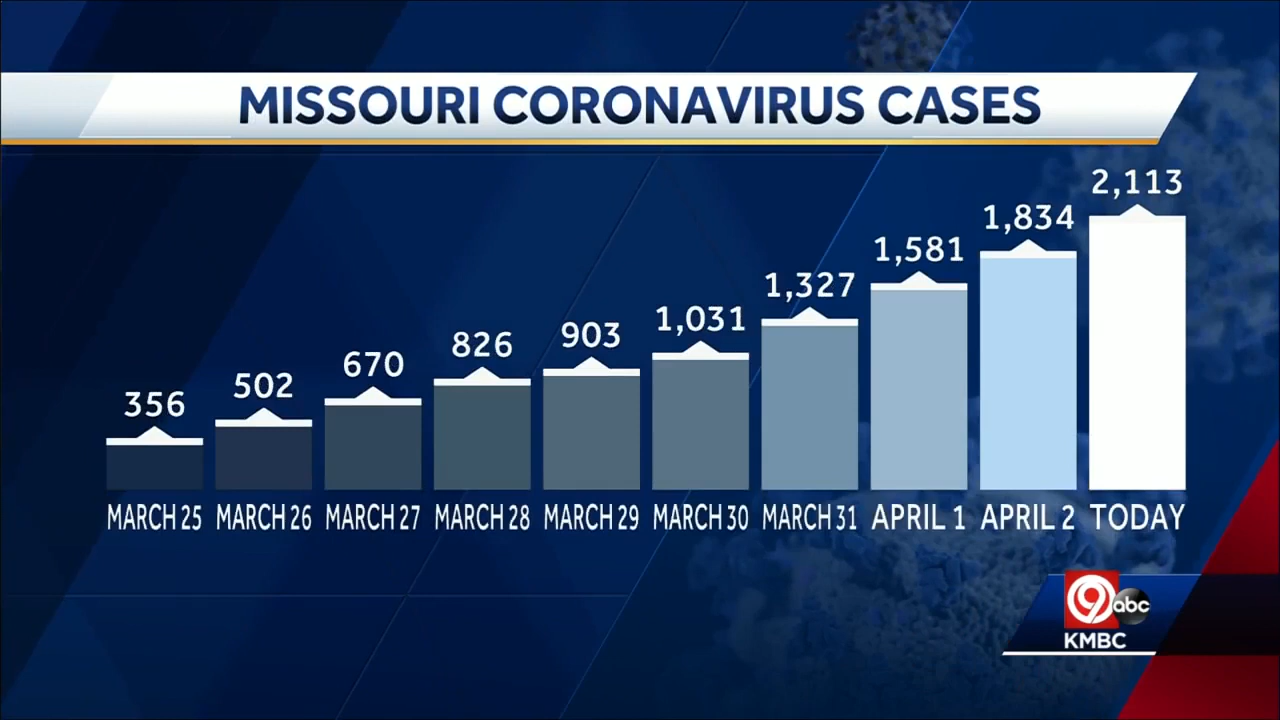 MISSOURI CORONAVIRUS CASES
356
502
670
826
903
1,031
1,327
1,581
1,834
2,113
MARCH 25
MARCH 26
MARCH 27
MARCH 28
MARCH 29
MARCH 30
MARCH 31
APRIL 1
APRIL 2
TODAY
9 abc
KMBC